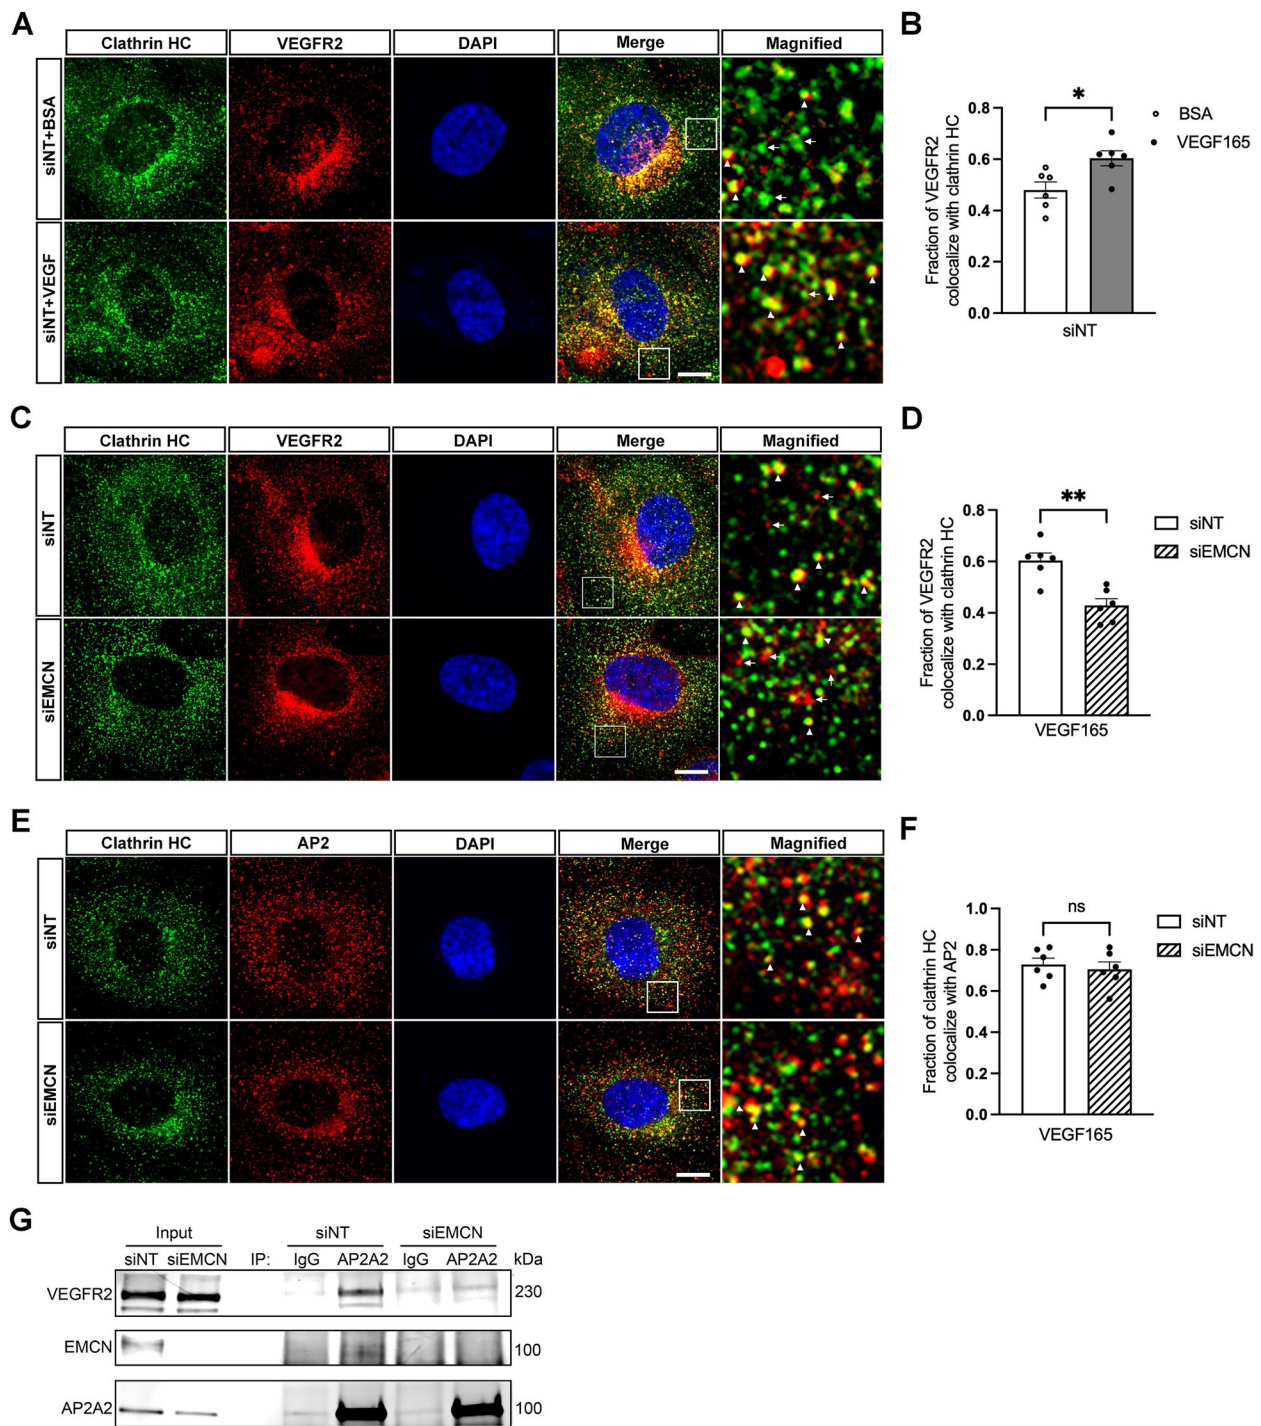 A
Clathrin HC VEGFR2 DAPI Merge Magnified
siNT+BSA
siNT+VEGF
B
*
Fraction of VEGFR2
colocalize with clathrin HC
0.8
0.6
0.4
0.2
0.0
siNT
BSA
VEGF165
C
Clathrin HC VEGFR2 DAPI Merge Magnified
siNT
siEMCN
D
**
Fraction of VEGFR2
colocalize with clathrin HC
0.8
0.6
0.4
0.2
0.0
VEGF165
siNT
siEMCN
E
Clathrin HC AP2 DAPI Merge Magnified
siNT
siEMCN
F
ns
Fraction of clathrin HC
colocalize with AP2
1.0
0.8
0.6
0.4
0.2
0.0
VEGF165
siNT
siEMCN
G
Input siNT siEMCN
siNT siEMCN IP: IgG AP2A2 IgG AP2A2 kDa
VEGFR2 230
EMCN 100
AP2A2 100